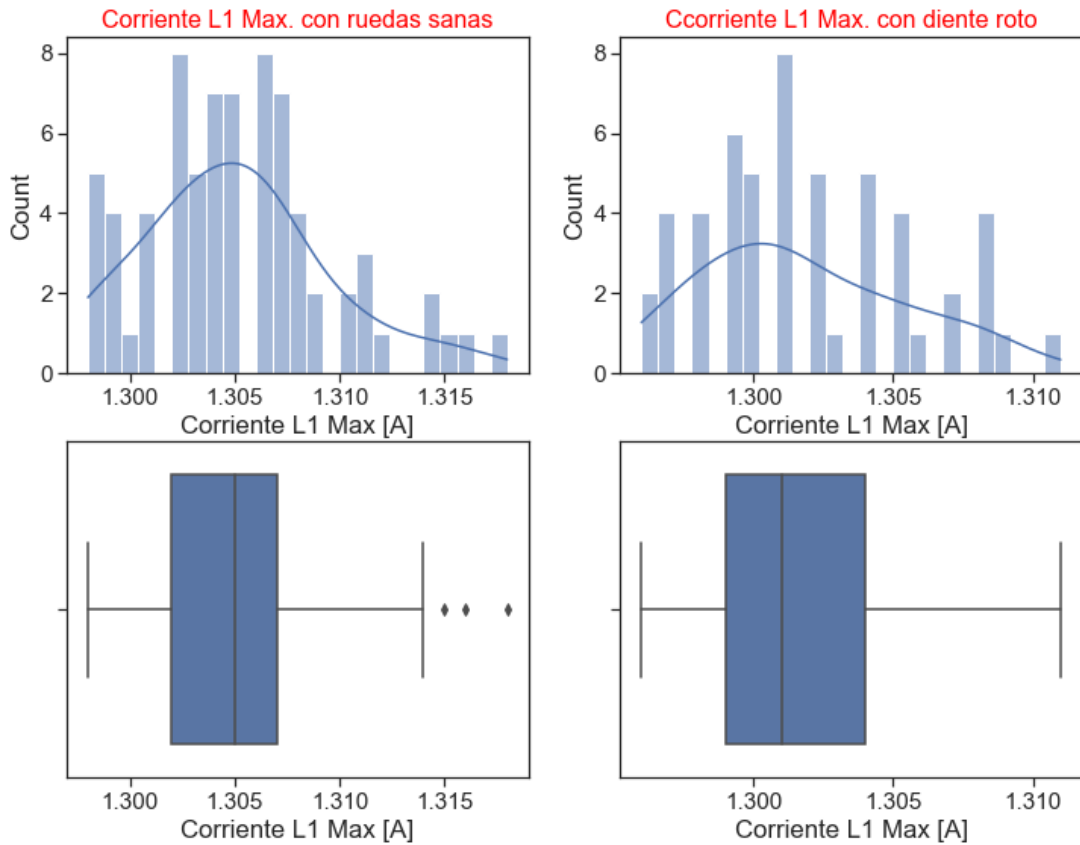 Corriente L1 Max. con ruedas sanas
8
6
4
2
0
Count
1.300 1.305 1.310 1.315
Corriente L1 Max [A]
Ccorriente L1 Max. con diente roto
8
6
4
2
0
Count
1.300 1.305 1.310
Corriente L1 Max [A]
1.300 1.305 1.310 1.315
Corriente L1 Max [A]
1.300 1.305 1.310
Corriente L1 Max [A]